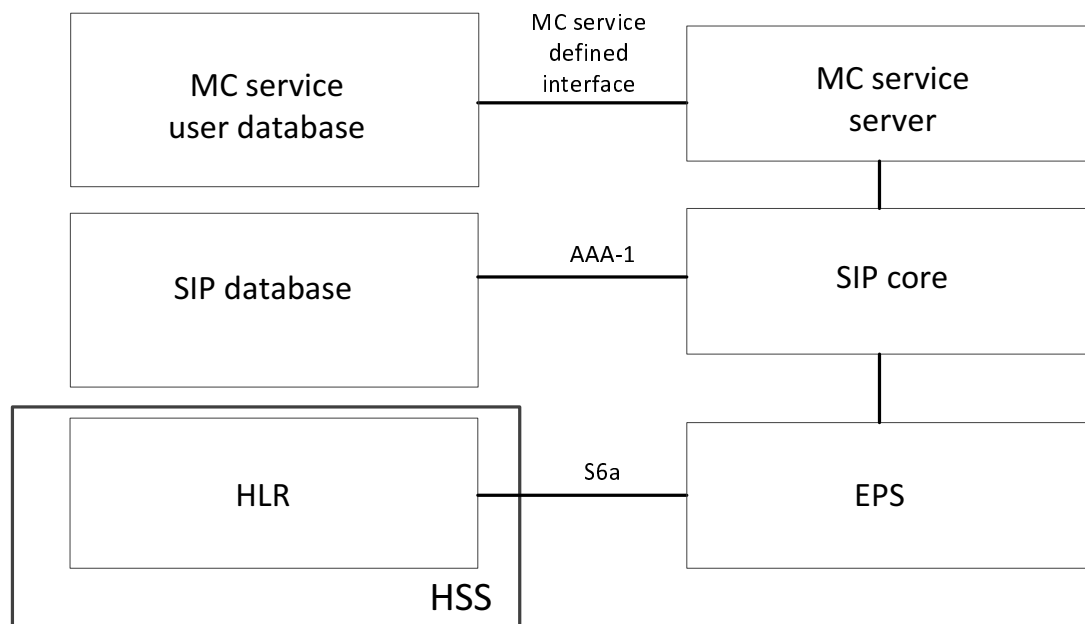 MC service
user database
MC service
defined
interface
MC service
server
SIP database
AAA-1
SIP core
HLR
S6a
EPS
HSS